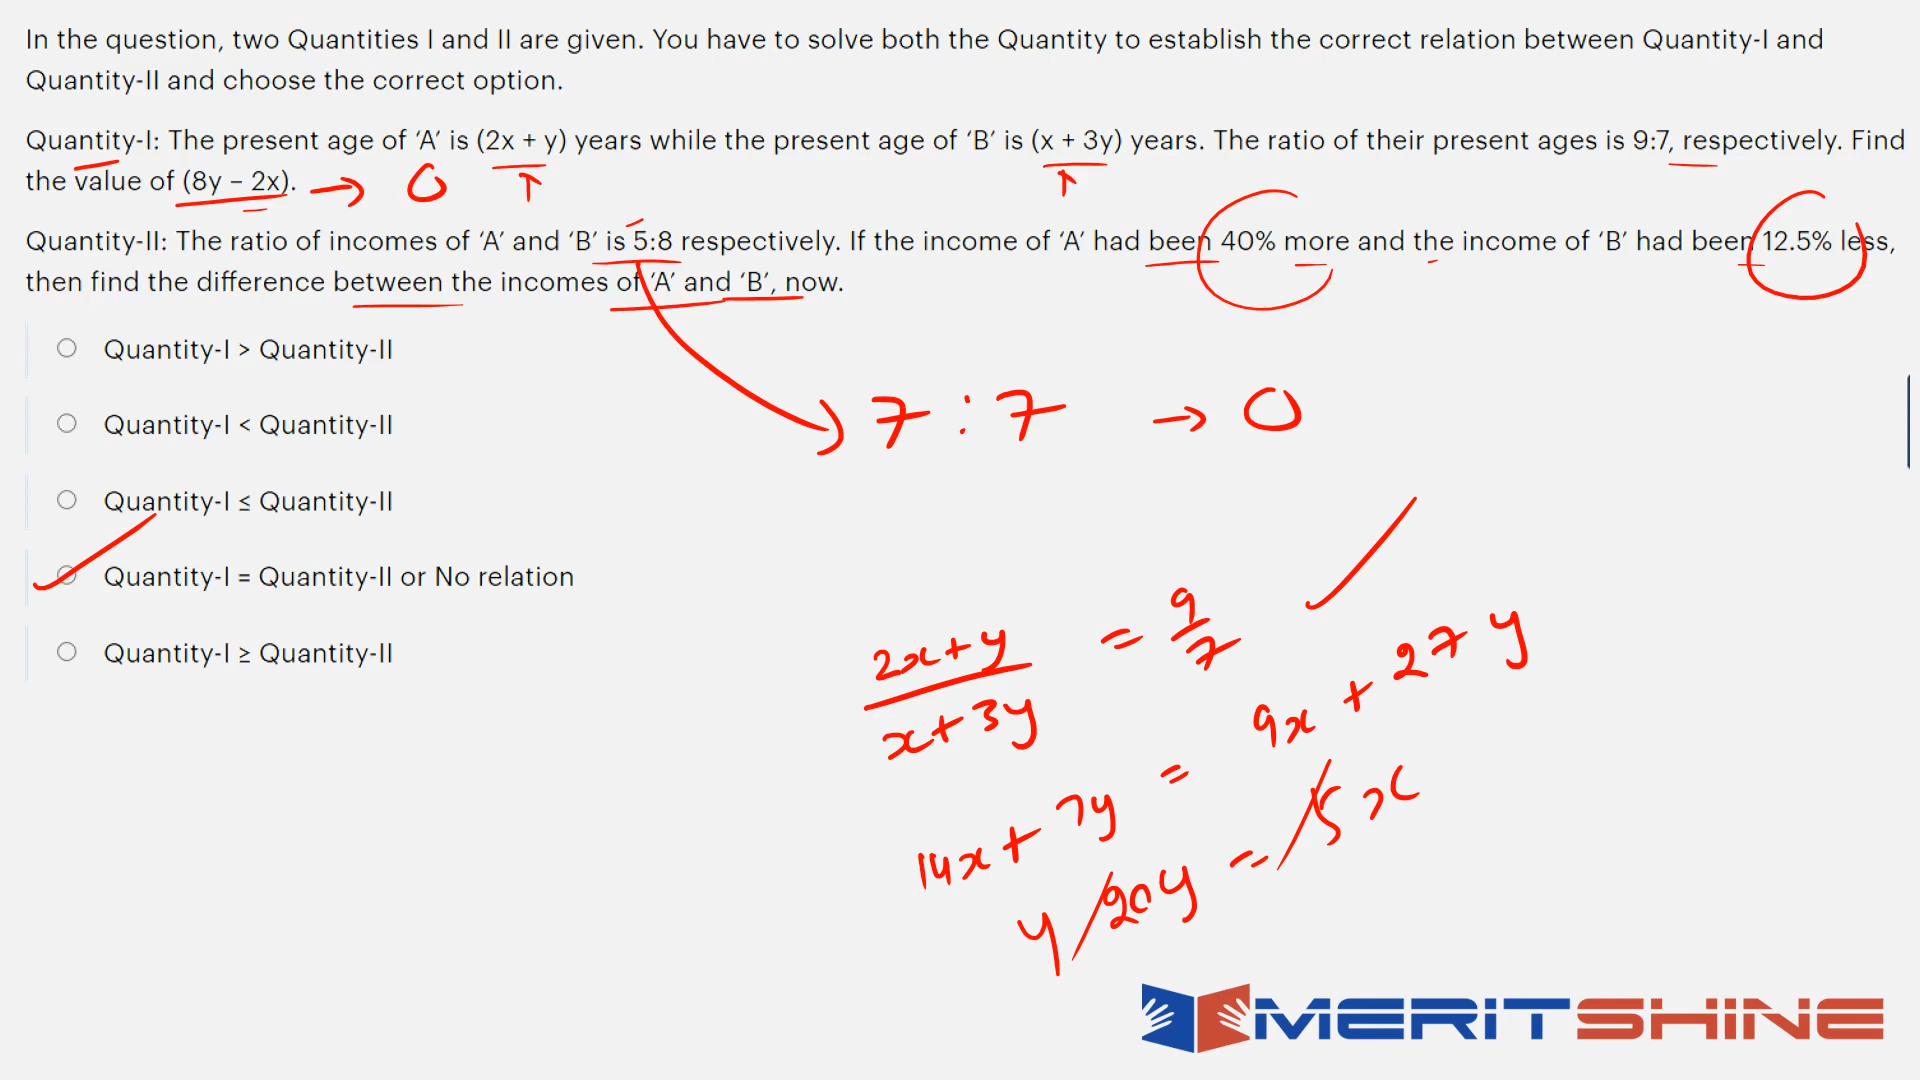 In the question, two Quantities I and II are given. You have to solve both the Quantity to establish the correct relation between Quantity-I and
Quantity-II and choose the correct option.
Quantity-I: The present age of ‘A’ is (2x + y) years while the present age of ‘B’ is (x + 3y) years. The ratio of their present ages is 9:7, respectively. Find
the value of (8y – 2x). → 0
Quantity-II: The ratio of incomes of ‘A’ and ‘B’ is 5:8 respectively. If the income of ‘A’ had been 40% more and the income of ‘B’ had been 12.5% less,
then find the difference between the incomes of ‘A’ and ‘B’, now.
Quantity-I > Quantity-II
7 : 7 → 0
Quantity-I < Quantity-II
Quantity-I ≤ Quantity-II
Quantity-I = Quantity-II or No relation
Quantity-I ≥ Quantity-II
2x+y = 9
x+3y 7
14x + 7y = 9x + 27y
4 20y = 5x
MERITSHINE